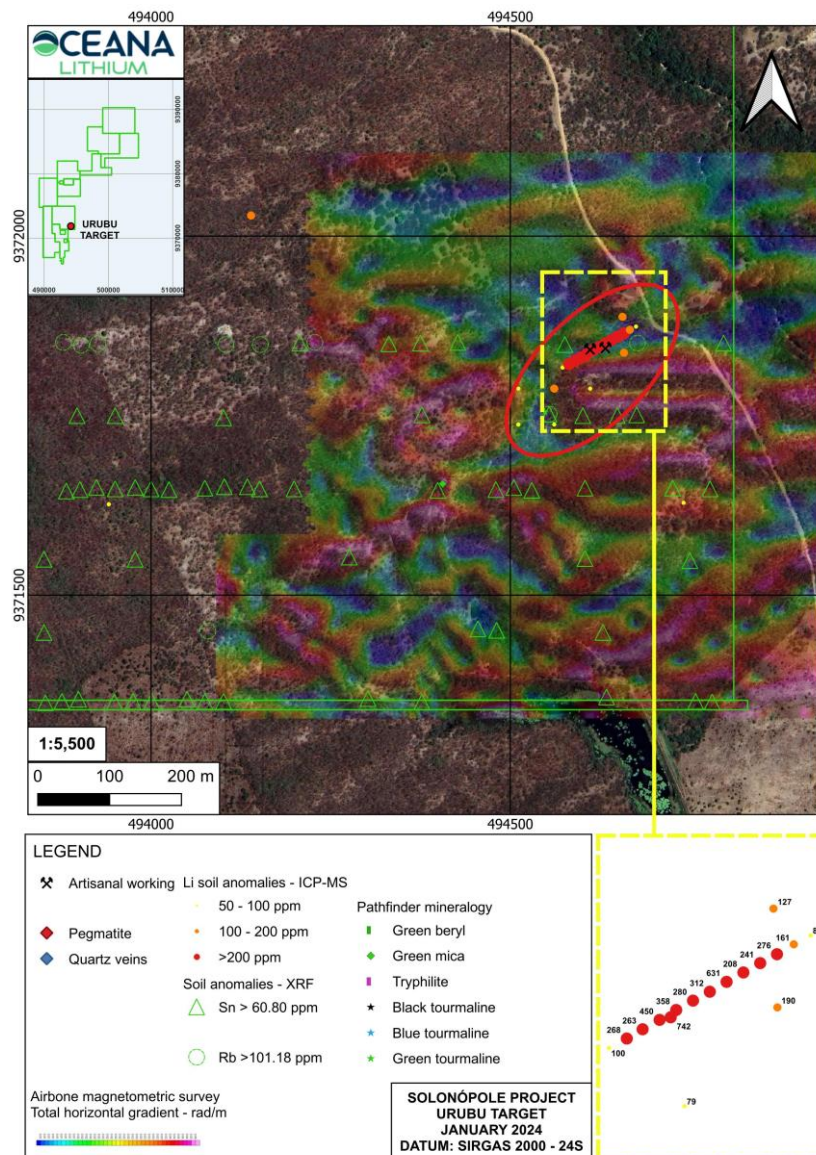 494000
494500
OCEANA
LITHIUM
9390000
9380000
9370000
URUBU
TARGET
490000
500000
510000
9372000
9371500
1:5,500
0
100
200 m
494000
494500
LEGEND
Artisanal working
Pegmatite
Quartz veins
Li soil anomalies - ICP-MS
50 - 100 ppm
100 - 200 ppm
>200 ppm
Soil anomalies - XRF
Sn > 60.80 ppm
Rb >101.18 ppm
Pathfinder mineralogy
Green beryl
Green mica
Tryphilite
Black tourmaline
Blue tourmaline
Green tourmaline
Airbone magnetometric survey
Total horizontal gradient - rad/m
SOLONÓPOLE PROJECT
URUBU TARGET
JANUARY 2024
DATUM: SIRGAS 2000 - 24S
127
161
276
241
208
631
312
280
358
450
263
268
742
100
190
79